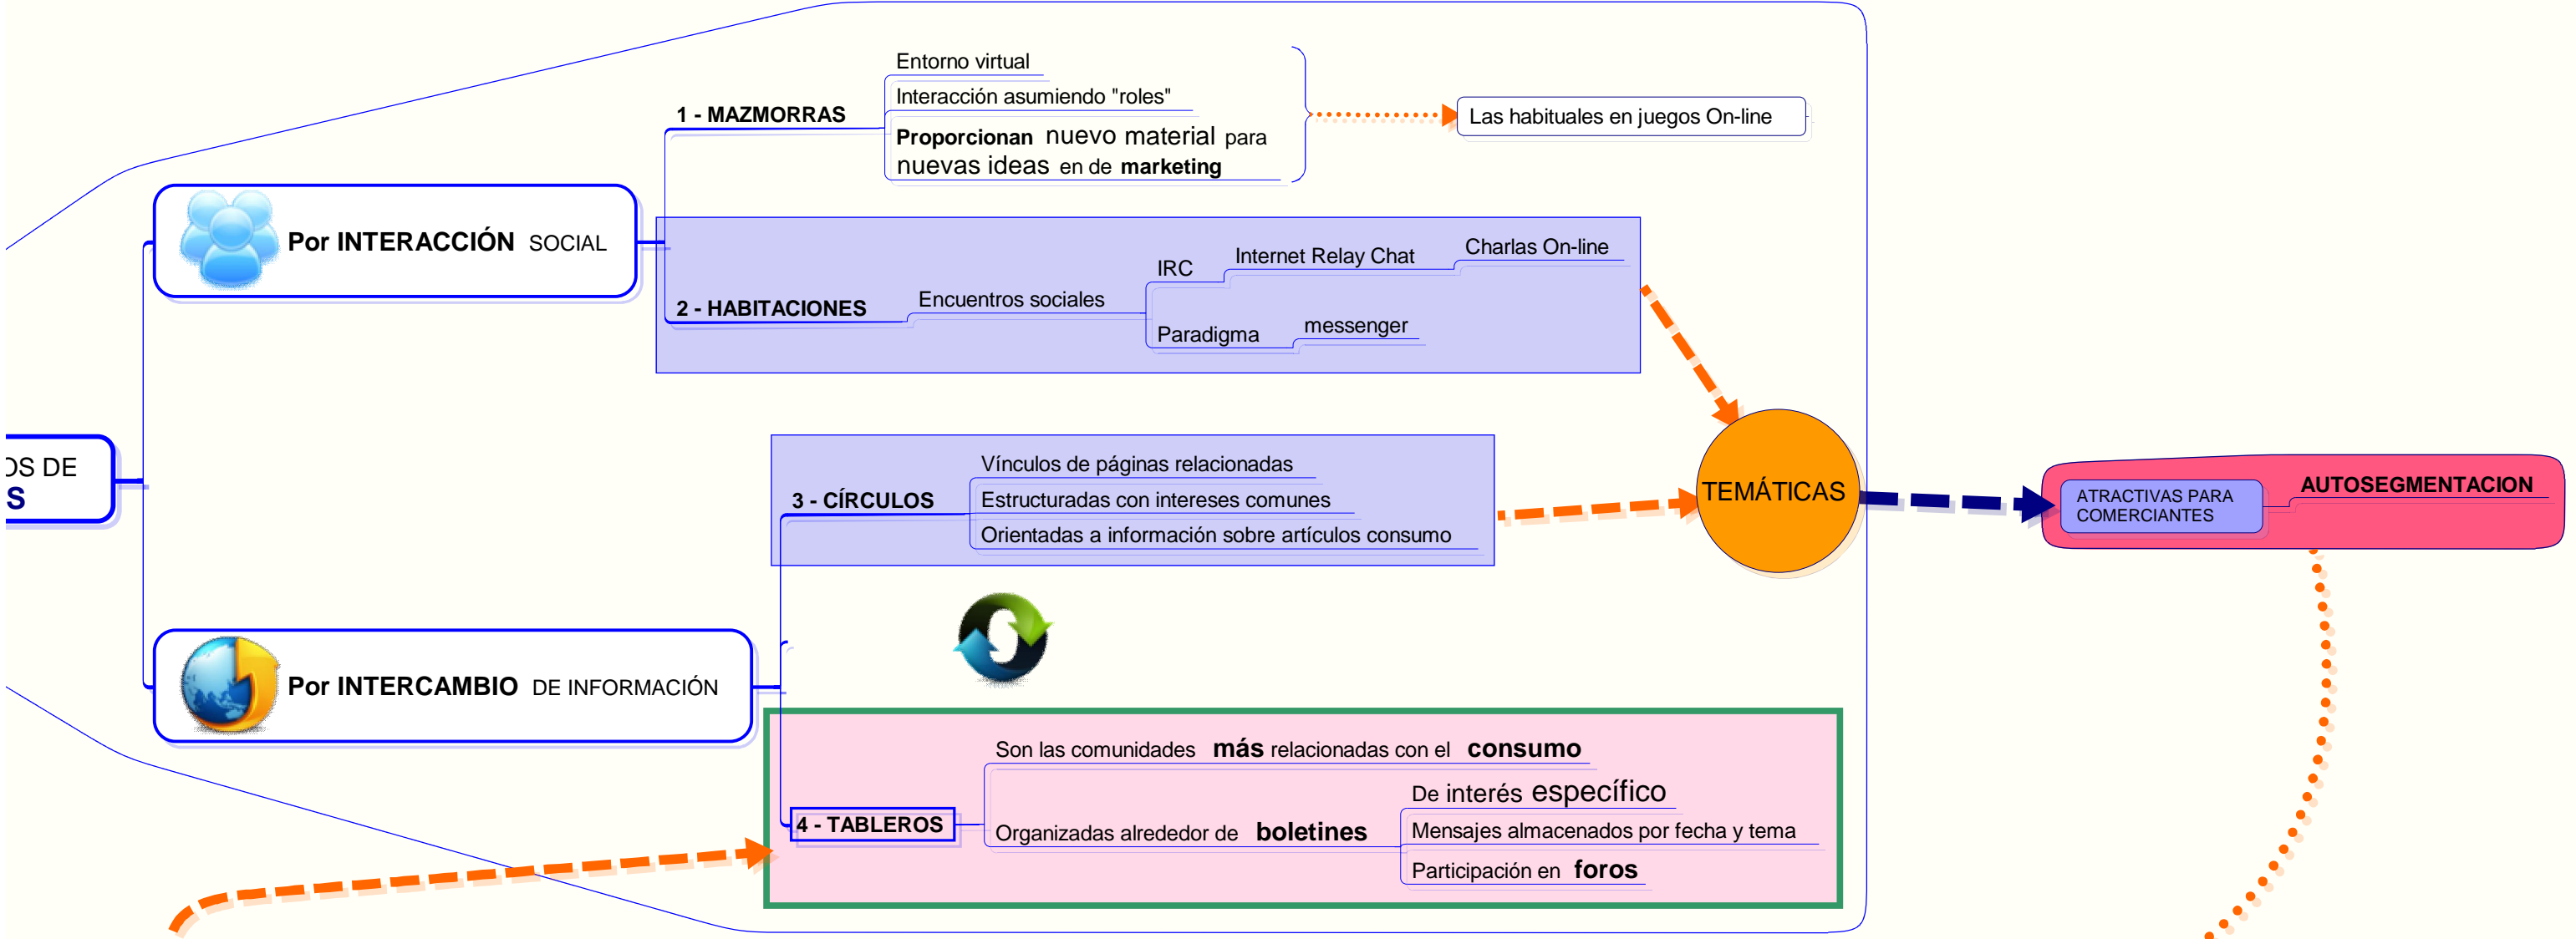 Entorno virtual
Interacción asumiendo "roles"
1 - MAZMORRAS
Proporcionan nuevo material para
nuevas ideas en de marketing
Las habituales en juegos On-line
Por INTERACCIÓN SOCIAL
2 - HABITACIONES
Encuentros sociales
IRC
Internet Relay Chat
Charlas On-line
Paradigma
messenger
OS DE
S
3 - CÍRCULOS
Vínculos de páginas relacionadas
Estructuradas con intereses comunes
Orientadas a información sobre artículos consumo
TEMÁTICAS
ATRACTIVAS PARA
COMERCIANTES
AUTOSEGMENTACION
Por INTERCAMBIO DE INFORMACIÓN
4 - TABLEROS
Son las comunidades más relacionadas con el consumo
Organizadas alrededor de boletines
De interés específico
Mensajes almacenados por fecha y tema
Participación en foros